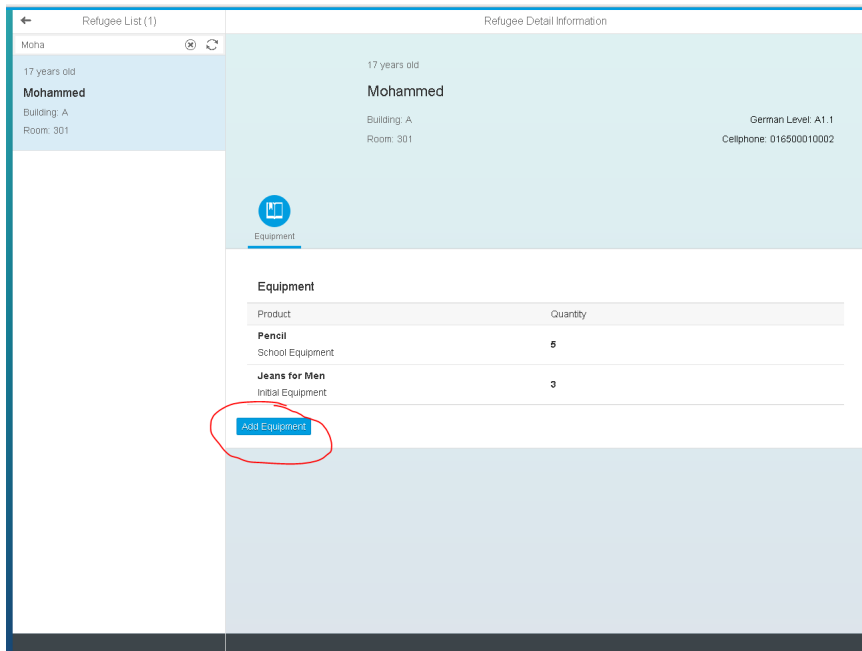 Refugee List (1)
Moha
17 years old
Mohammed
Building: A
Room: 301
Refugee Detail Information
17 years old
Mohammed
Building: A
Room: 301
German Level: A1.1
Cellphone: 016500010002
Equipment
Equipment
Product Quantity
Pencil
School Equipment
5
Jeans for Men
Initial Equipment
3
Add Equipment